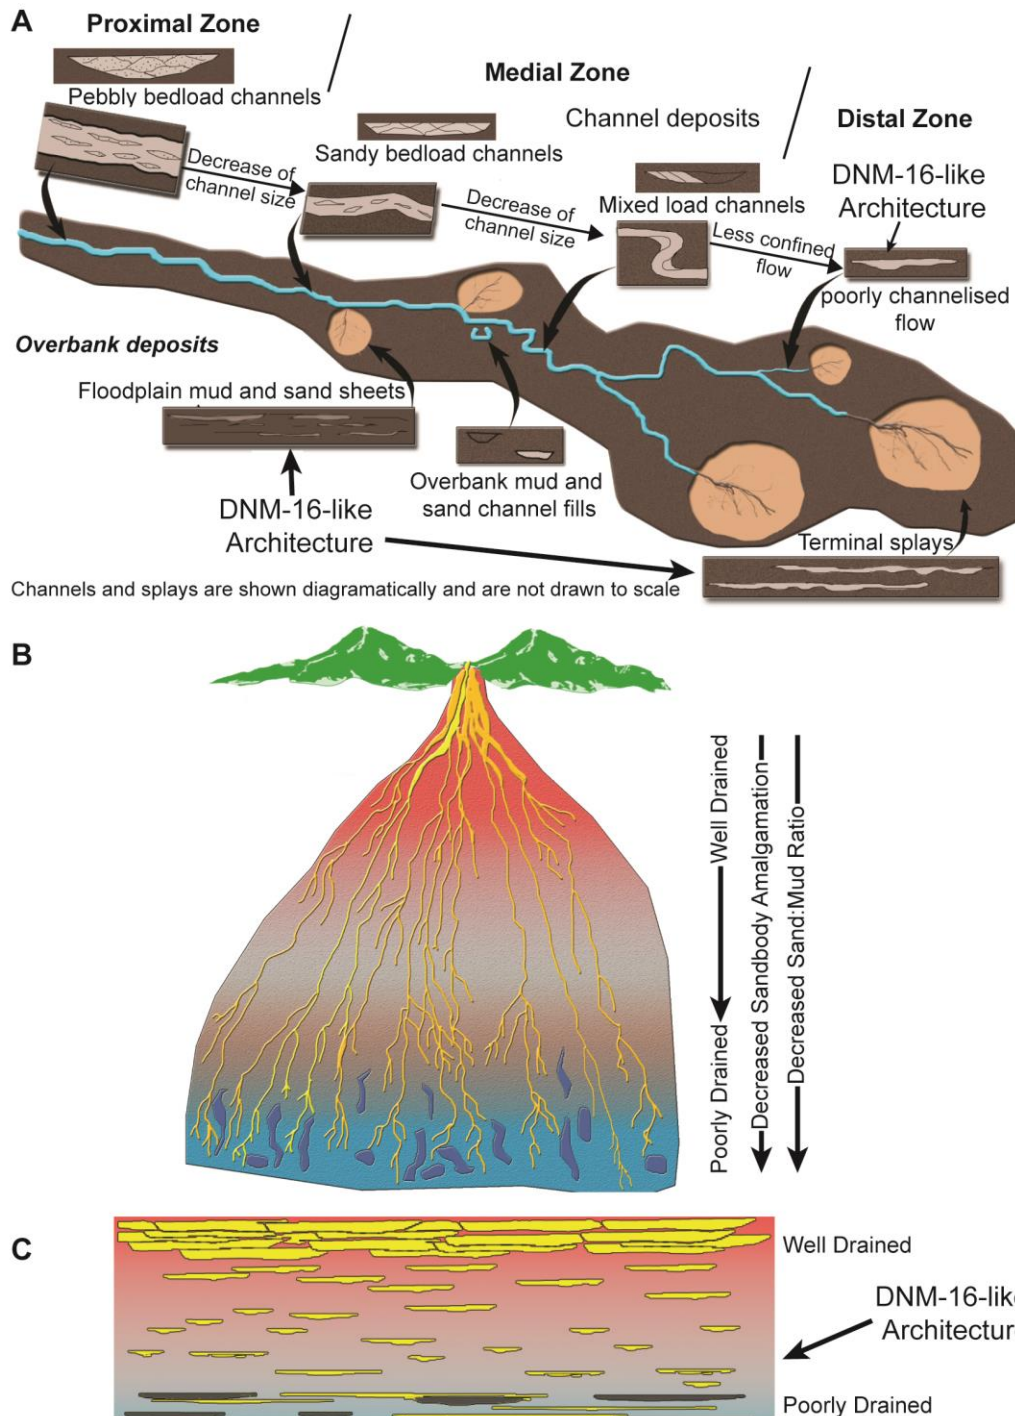 A
Proximal Zone
Pebbly bedload channels
Medial Zone
Sandy bedload channels
Channel deposits
Mixed load channels
Distal Zone
DNM-16-like
Architecture
poorly channelised
flow
Decrease of
channel size
Decrease of
channel size
Less confined
flow
Overbank deposits
Floodplain mud and sand sheets
DNM-16-like
Architecture
Overbank mud and
sand channel fills
Terminal splays
Channels and splays are shown diagramatically and are not drawn to scale
B
Well Drained
Poorly Drained
Decreased Sandbody Amalgamation
Decreased Sand:Mud Ratio
C
Well Drained
DNM-16-like
Architecture
Poorly Drained